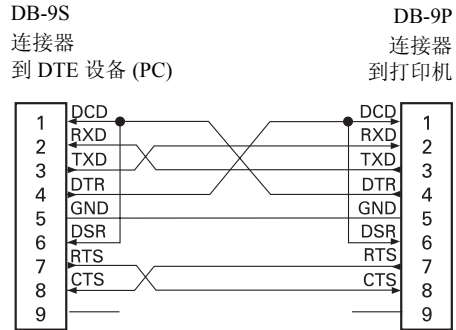 DB-9S
连接器
到 DTE 设备 (PC)
DB-9P
连接器
到打印机
1 DCD DCD 1
2 RXD RXD 2
3 TXD TXD 3
4 DTR DTR 4
5 GND GND 5
6 DSR DSR 6
7 RTS RTS 7
8 CTS CTS 8
9 9